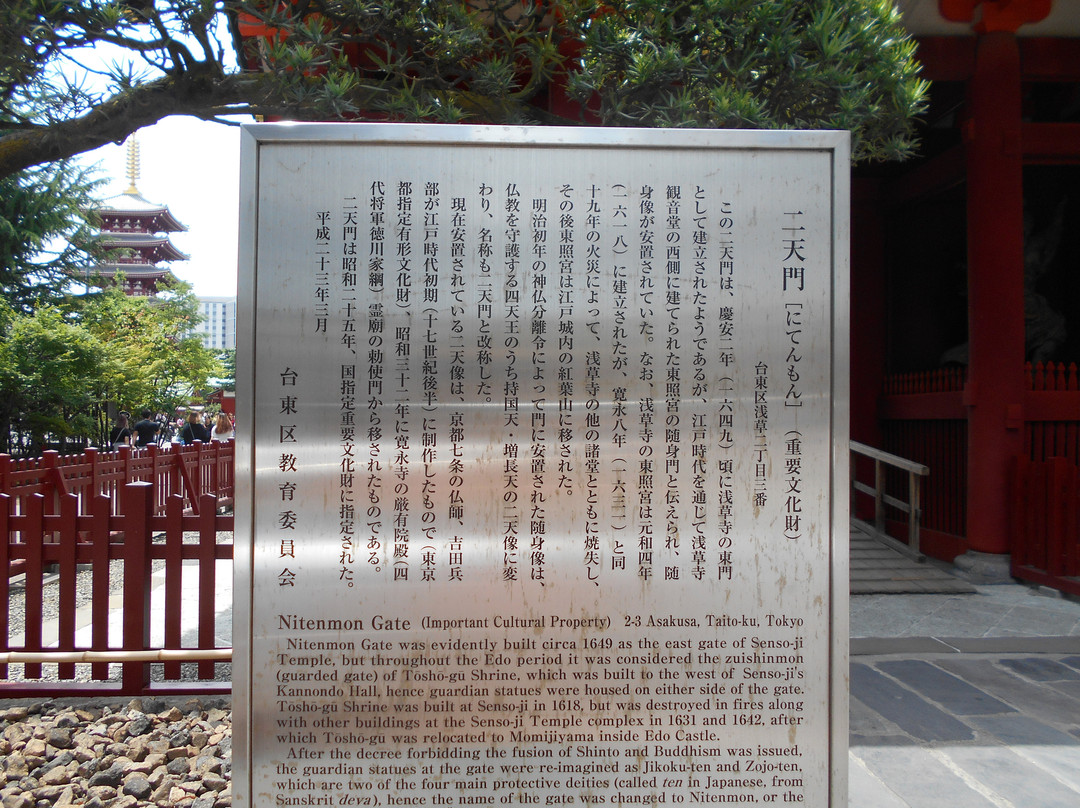 二天門［にてんもん］（重要文化財）
台東区浅草二丁目三番
この二天門は、慶安二年（一六四九）頃に浅草寺の東門
として建立されたようであるが、江戸時代を通じて浅草寺
観音堂の西側に建てられた東照宮の随身門と伝えられ、随
身像が安置されていた。なお、浅草寺の東照宮は元和四年
（一六一八）に建立されたが、寛永八年（一六三一）と同
十九年の火災によって、浅草寺の他の諸堂とともに焼失し、
その後東照宮は江戸城内の紅葉山に移された。
明治初年の神仏分離令によって門に安置された随身像は、
仏教を守護する四天王のうち持国天・増長天の二天像に変
わり、名称も二天門と改称した。
現在安置されている二天像は、京都七条の仏師、吉田兵
部が江戸時代初期（十七世紀後半）に制作したもので（東京
都指定有形文化財）、昭和三十二年に寛永寺の厳有院殿（四
代将軍徳川家綱）霊廟の勅使門から移されたものである。
二天門は昭和二十五年、国指定重要文化財に指定された。
平成二十三年三月
台東区教育委員会
Nitenmon Gate (Important Cultural Property) 2-3 Asakusa, Taito-ku, Tokyo
Nitenmon Gate was evidently built circa 1649 as the east gate of Senso-ji
Temple, but throughout the Edo period it was considered the zuishinmon
(guarded gate) of Tōshō-gū Shrine, which was built to the west of Senso-ji's
Kannondo Hall, hence guardian statues were housed on either side of the gate.
Tōshō-gū Shrine was built at Senso-ji in 1618, but was destroyed in fires along
with other buildings at the Senso-ji Temple complex in 1631 and 1642, after
which Tōshō-gū was relocated to Momijiyama inside Edo Castle.
After the decree forbidding the fusion of Shinto and Buddhism was issued,
the guardian statues at the gate were re-imagined as Jikoku-ten and Zojo-ten,
which are two of the four main protective deities (called ten in Japanese, from
Sanskrit deva), hence the name of the gate was changed to Nitenmon, or the